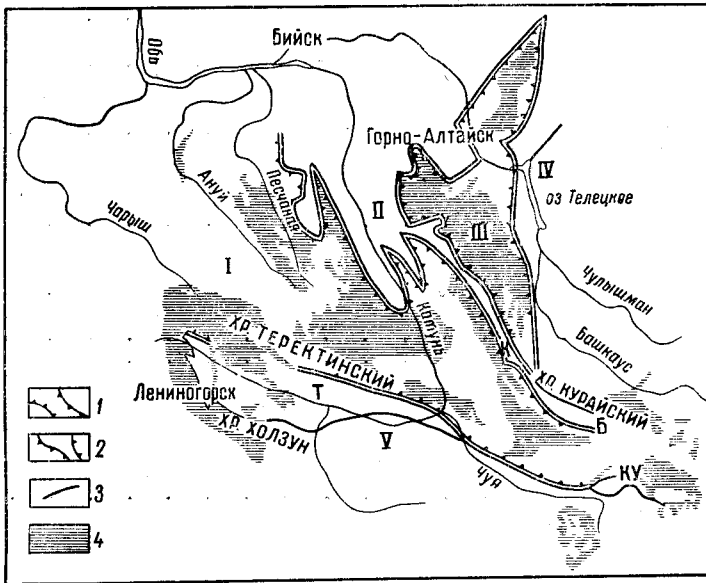 Обь
Бийск
Горно-Алтайск
IV
оз Телецкое
Ануй
Песчаная
II
Чарыш
III
I
Чулышман
Катунь
Башкаус
ХР. ТЕРЕКТИНСКИЙ
ХР. КУРАЙСКИЙ
Лениногорск
Т
Б
ХР. ХОЛЗУН
V
Чуя
КУ
1
2
3
4